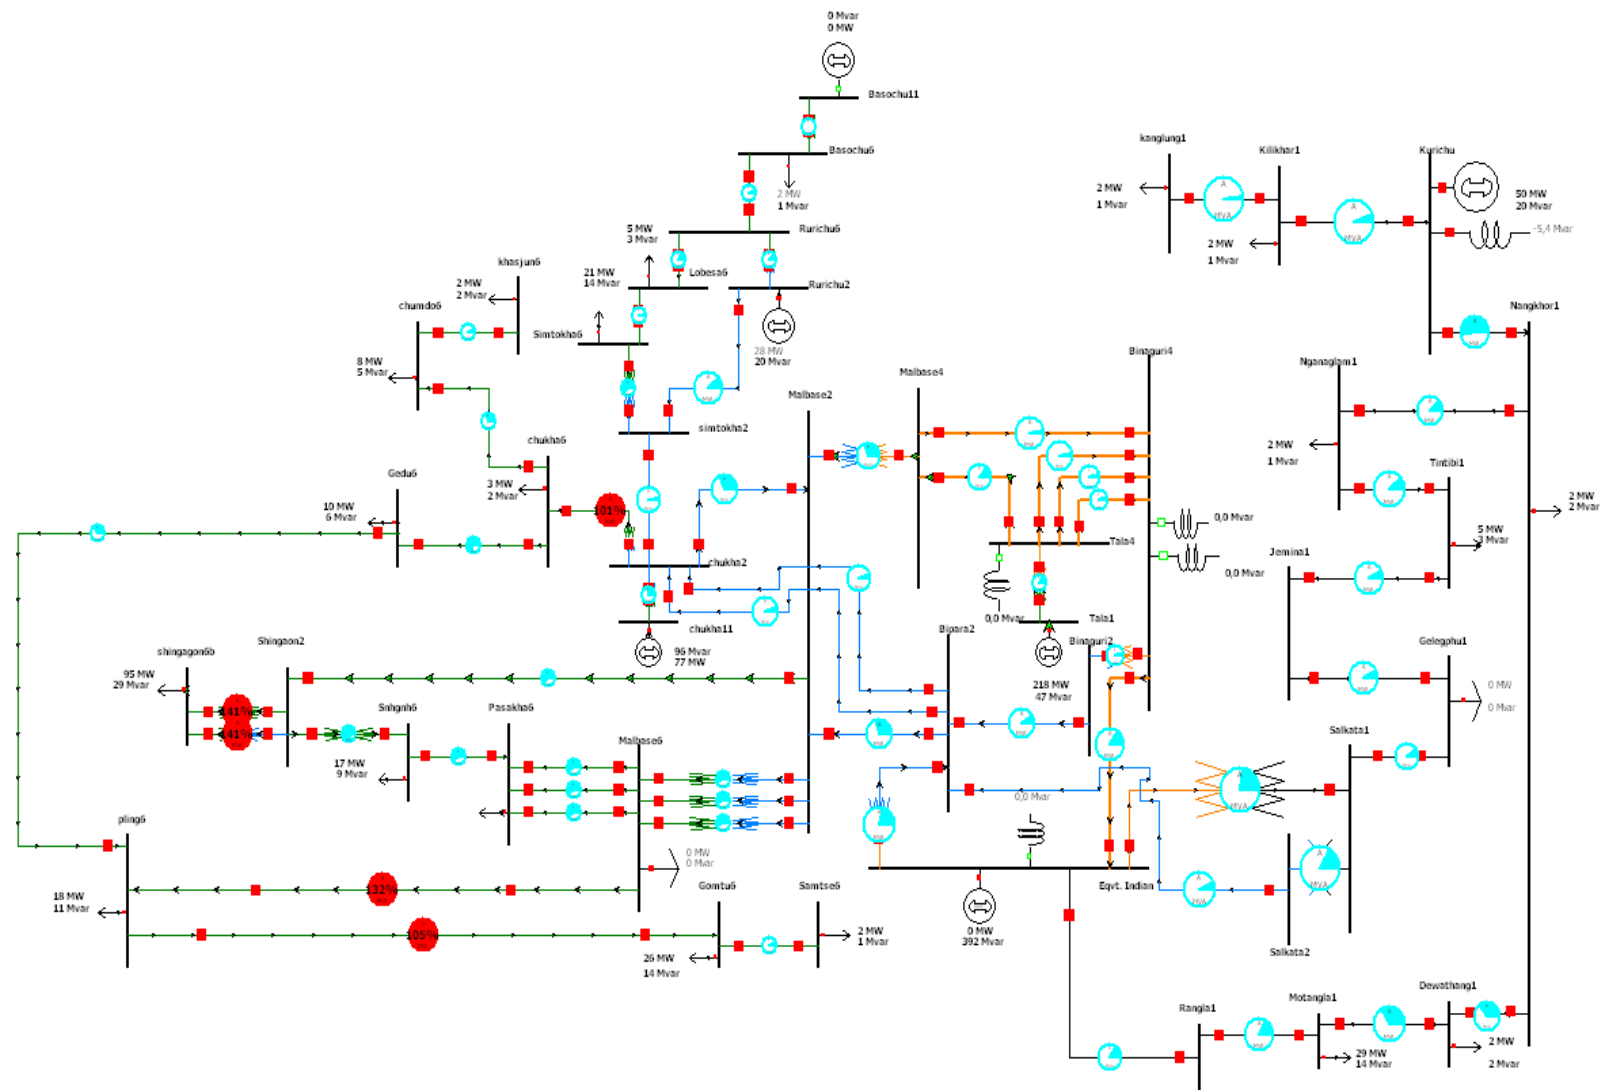 0 Mvar
0 MW
Basochu11
Basochu6
2 MW
1 Mvar
kanglung1
Kilikhar1
Kurichu
2 MW
1 Mvar
A
MVA
A
MVA
50 MW
20 Mvar
-5,4 Mvar
2 MW
1 Mvar
Rurichu6
5 MW
3 Mvar
khasjun6
21 MW
14 Mvar
Lobesa6
Rurichu2
2 MW
2 Mvar
chumdo6
Simtokha6
28 MW
20 Mvar
Nangkhor1
Binaguri4
Nganaglam1
8 MW
5 Mvar
Malbase4
Malbase2
simtokha2
chukha6
2 MW
1 Mvar
Tintibi1
Gedu6
3 MW
2 Mvar
10 MW
6 Mvar
101%
2 MW
2 Mvar
0,0 Mvar
Tala4
5 MW
3 Mvar
Jemina1
chukha2
0,0 Mvar
0,0 Mvar
Tala1
chukha11
Bipara2
Binaguri2
Gelegphu1
shingagon6b
Shingaon2
96 Mvar
77 MW
95 MW
29 Mvar
218 MW
47 Mvar
0 MW
0 Mvar
141%
141%
Snhgnh6
Pasakha6
Malbase6
Salkata1
17 MW
9 Mvar
A
MVA
0,0 Mvar
pling6
0 MW
0 Mvar
A
MVA
132%
Gomtu6
Samtse6
Eqvt. Indian
18 MW
11 Mvar
105%
2 MW
1 Mvar
0 MW
392 Mvar
26 MW
14 Mvar
Salkata2
Rangla1
Motangla1
Dewathang1
29 MW
14 Mvar
2 MW
2 Mvar